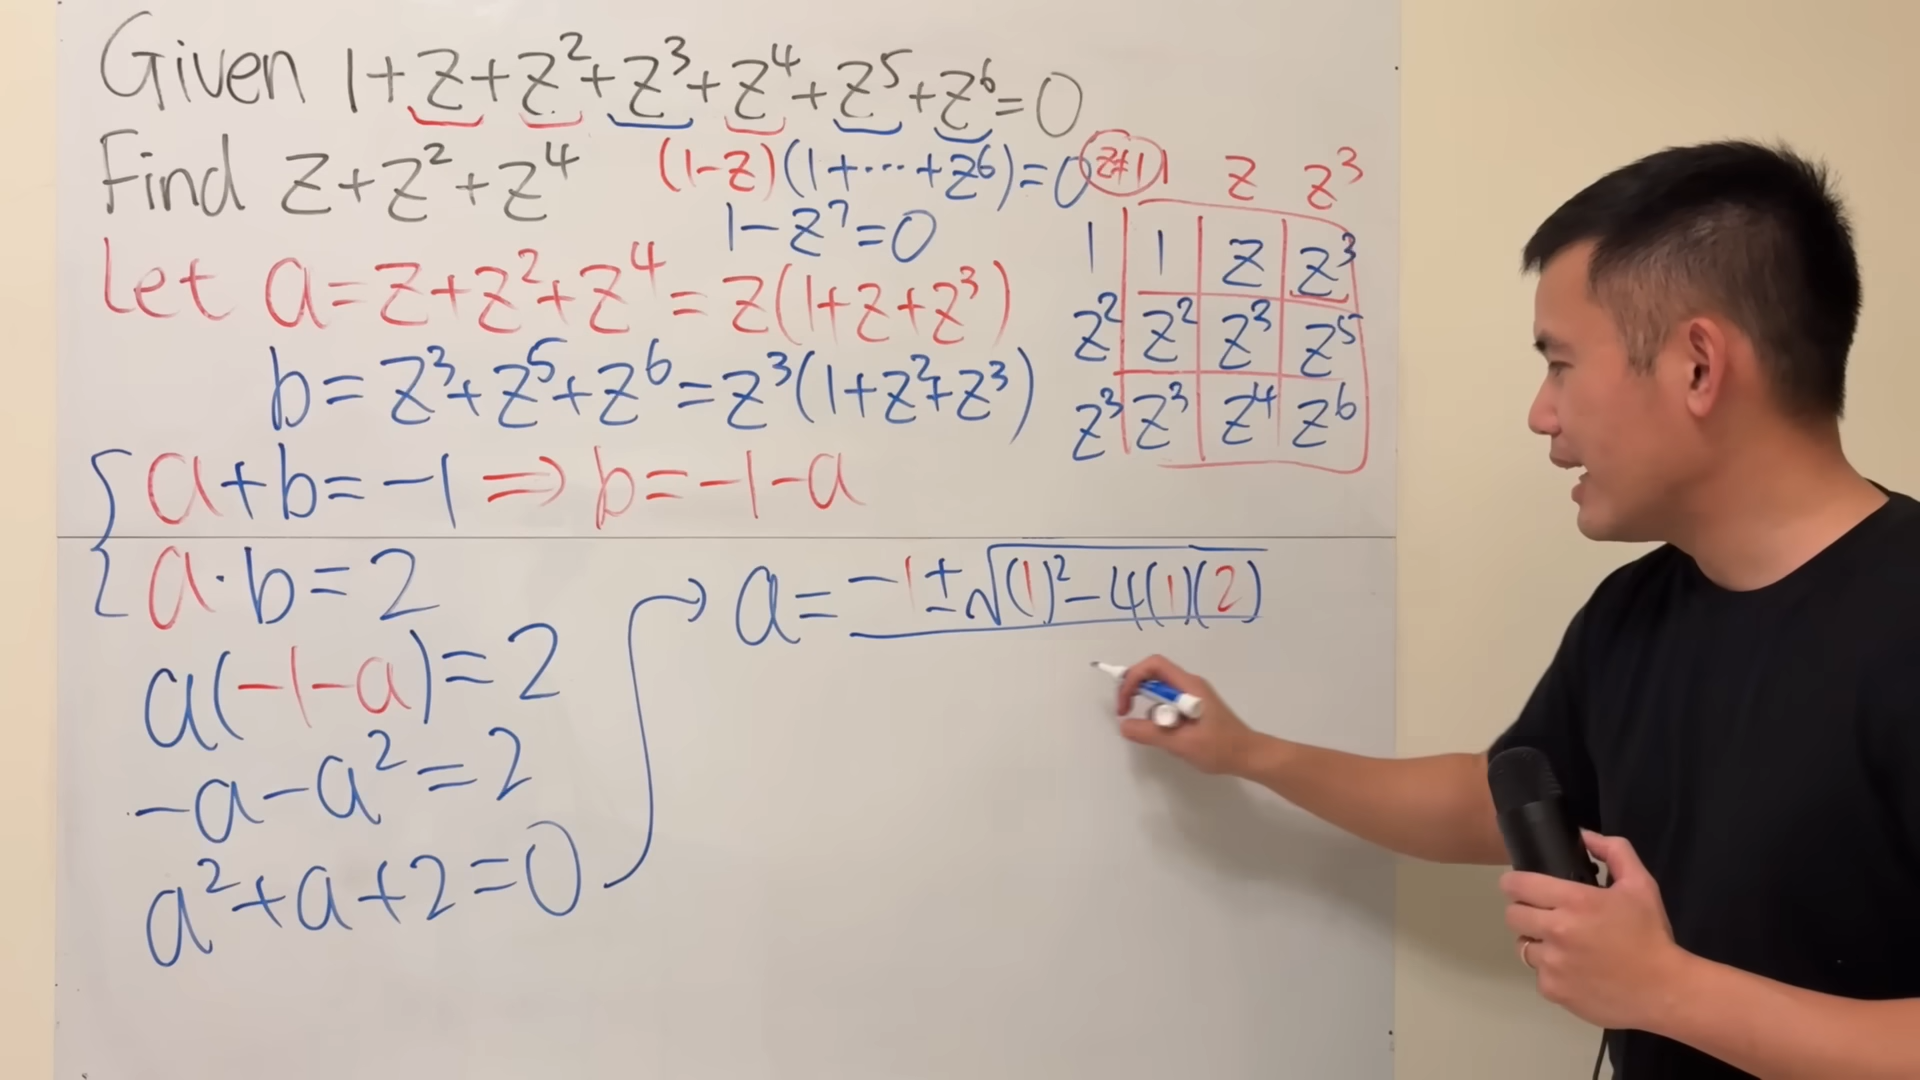 Given 1+z+z²+z³+z⁴+z⁵+z⁶=0
Find z+z²+z⁴
(1-z)(1+⋯+z⁶)=0
z≠1
1-z⁷=0
Let a=z+z²+z⁴=z(1+z+z³)
b=z³+z⁵+z⁶=z³(1+z²+z³)
1 z z³
1 1 z z³
z² z² z³ z⁵
z³ z³ z⁴ z⁶
a+b=-1⇒b=-1-a
a·b=2
a(-1-a)=2
-a-a²=2
a²+a+2=0
→ a=-1±√(1)²-4(1)(2)